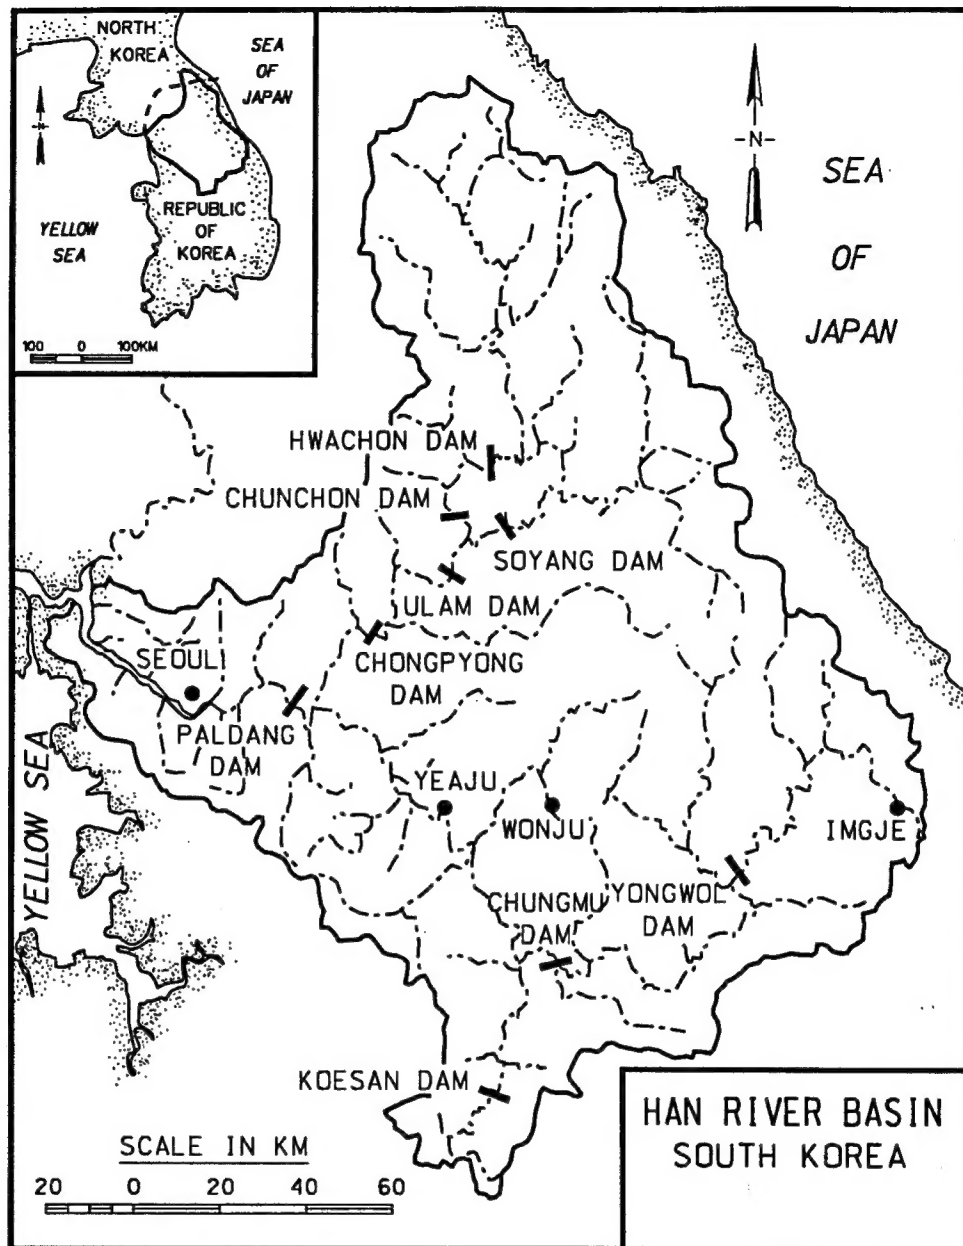 NORTH
KOREA
SEA
OF
JAPAN
N
YELLOW
SEA
REPUBLIC
OF
KOREA
100 0 100KM
N
SEA
OF
JAPAN
HWACHON DAM
CHUNCHON DAM
SOYANG DAM
ULAM DAM
CHONGPYONG
DAM
SEOUL
PALDANG
DAM
YEAJU
WONJU
IMGJE
YELLOW SEA
CHUNGMU
DAM
YONGWOL
DAM
KOESAN DAM
SCALE IN KM
20 0 20 40 60
HAN RIVER BASIN
SOUTH KOREA